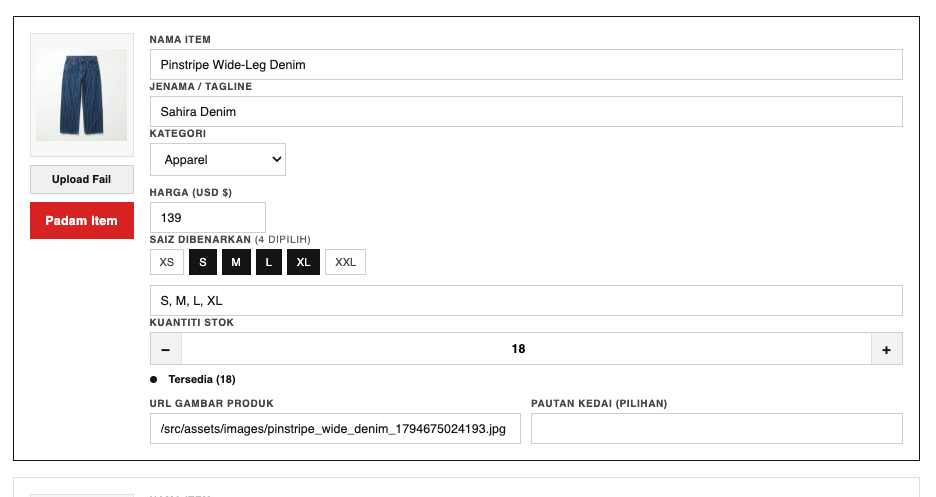 NAMA ITEM
Pinstripe Wide-Leg Denim
JENAMA / TAGLINE
Sahira Denim
KATEGORI
Apparel
Upload Fail
Padam Item
HARGA (USD $)
139
SAIZ DIBENARKAN (4 DIPILIH)
XS S M L XL XXL
S, M, L, XL
KUANTITI STOK
− 18 +
Tersedia (18)
URL GAMBAR PRODUK
/src/assets/images/pinstripe_wide_denim_1794675024193.jpg
PAUTAN KEDAI (PILIHAN)